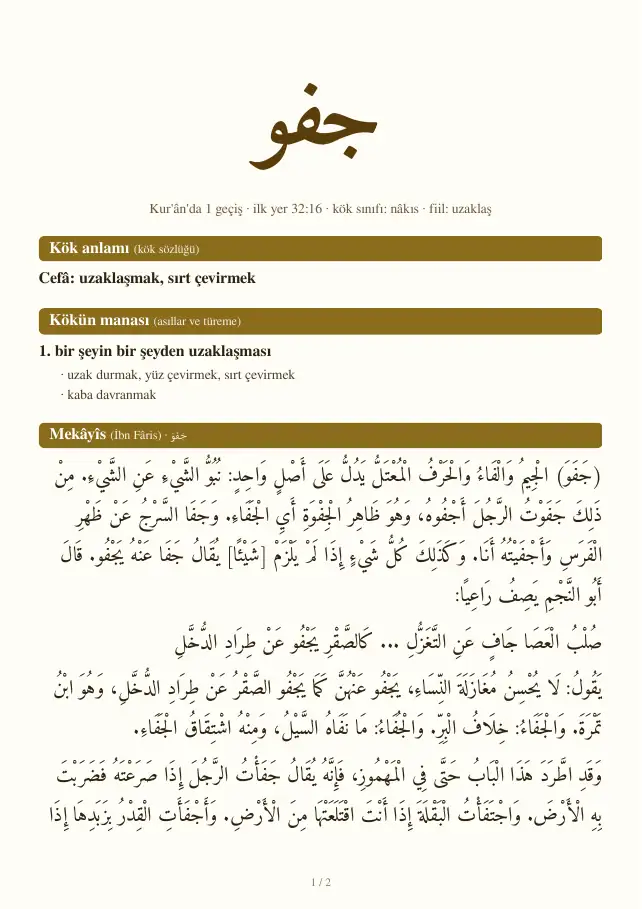 جفو
Kur'ân'da 1 geçiş · ilk yer 32:16 · kök sınıfı: nâkıs · fiil: uzaklaş
Kök anlamı (kök sözlüğü)
Cefâ: uzaklaşmak, sırt çevirmek
Kökün manası (asıllar ve türeme)
1. bir şeyin bir şeyden uzaklaşması
· uzak durmak, yüz çevirmek, sırt çevirmek
· kaba davranmak
Mekâyîs (İbn Fâris) · جَفَوَ
(جَفَوَ) الْجِيمُ وَالْفَاءُ وَالْحَرْفُ الْمُعْتَلُّ يَدُلُّ عَلَى أَصْلٍ وَاحِدٍ: نُبُوُّ الشَّيْءِ عَنِ الشَّيْءِ. مِنْ
ذَلِكَ جَفَوْتُ الرَّجُلَ أَجْفُوهُ، وَهُوَ ظَاهِرُ الْجِفْوَةِ أَيِ الْجَفَاءِ. وَجَفَا السَّرْجُ عَنْ ظَهْرِ
الْفَرَسِ وَأَجْفَيْتُهُ أَنَا. وَكَذَلِكَ كُلُّ شَيْءٍ إِذَا لَمْ يَلْزَمْ [شَيْئًا] يُقَالُ جَفَا عَنْهُ يَجْفُو. قَالَ
أَبُو النَّجْمِ يَصِفُ رَاعِيًا:
صُلْبُ الْعَصَا جَافٍ عَنِ التَّغَزُّلِ ... كَالصَّقْرِ يَجْفُو عَنْ طِرَادِ الدُّخَّلِ
يَقُولُ: لَا يُحْسِنُ مُغَازَلَةَ النِّسَاءِ، يَجْفُو عَنْهُنَّ كَمَا يَجْفُو الصَّقْرُ عَنْ طِرَادِ الدُّخَّلِ، وَهُوَ ابْنُ
تَمْرَةَ. وَالْجَفَاءُ: خِلَافُ الْبِرِّ. وَالْجُفَاءُ: مَا نَفَاهُ السَّيْلُ، وَمِنْهُ اشْتِقَاقُ الْجَفَاءِ.
وَقَدِ اطَّرَدَ هَذَا الْبَابُ حَتَّى فِي الْمَهْمُوزِ، فَإِنَّهُ يُقَالُ جَفَأْتُ الرَّجُلَ إِذَا صَرَعْتَهُ فَضَرَبْتَ
بِهِ الْأَرْضَ. وَاجْتَفَأْتُ الْبَقْلَةَ إِذَا أَنْتَ اقْتَلَعْتَهَا مِنَ الْأَرْضِ. وَأَجْفَأَتِ الْقِدْرُ بِزَبَدِهَا إِذَا
1 / 2